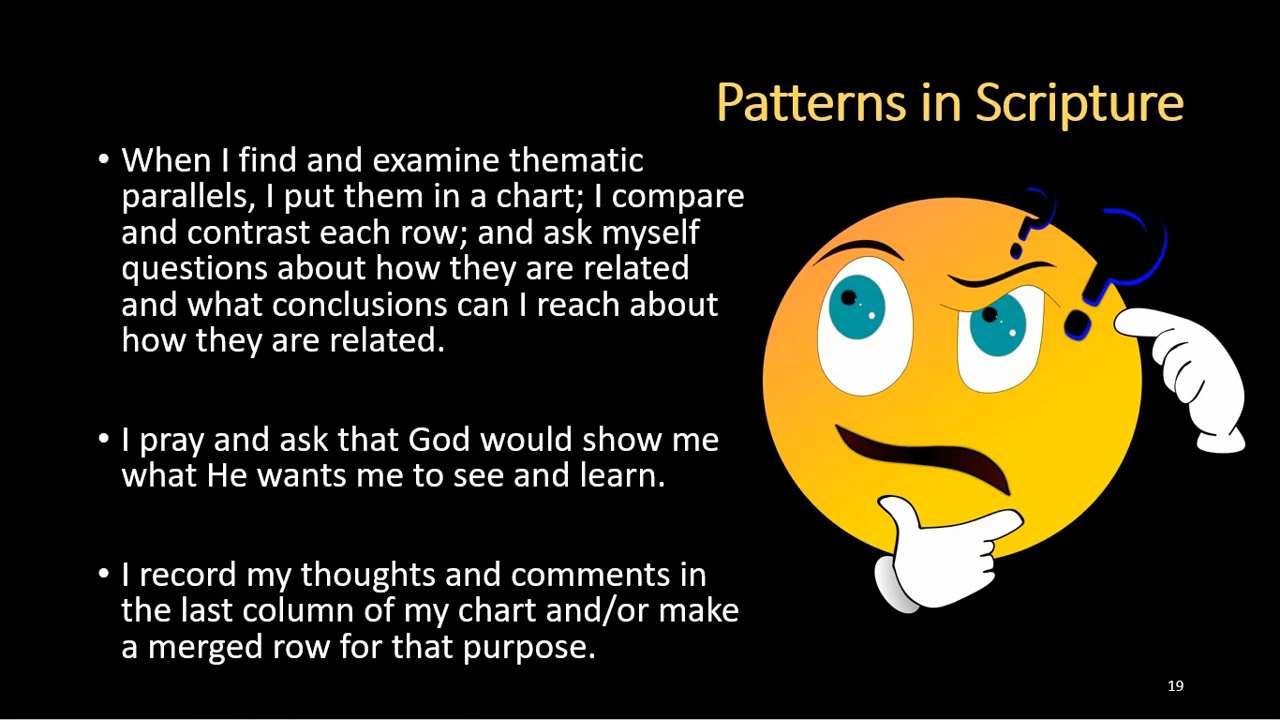 Patterns in Scripture
• When I find and examine thematic
parallels, I put them in a chart; I compare
and contrast each row; and ask myself
questions about how they are related
and what conclusions can I reach about
how they are related.
• I pray and ask that God would show me
what He wants me to see and learn.
• I record my thoughts and comments in
the last column of my chart and/or make
a merged row for that purpose.
? ?
19